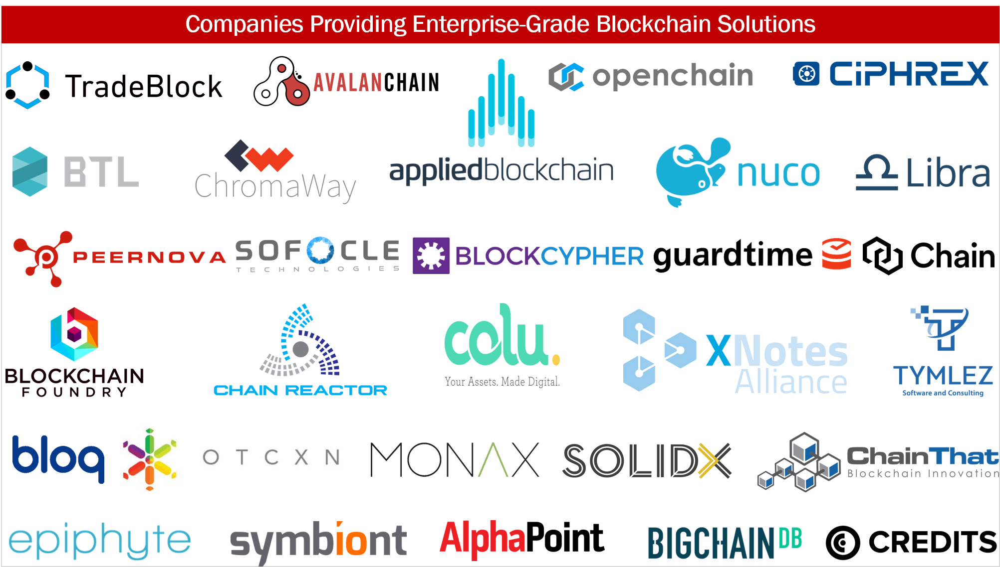 Companies Providing Enterprise-Grade Blockchain Solutions
TradeBlock
AVALANCHAIN
openchain
CiPHREX
BTL
ChromaWay
appliedblockchain
nuco
Libra
PEERNOVA
SOFOCLE
TECHNOLOGIES
BLOCKCYPHER
guardtime
Chain
BLOCKCHAIN
FOUNDRY
CHAIN REACTOR
colu.
Your Assets. Made Digital.
XNotes
Alliance
TYMLEZ
Software and Consulting
bloq
OTCXN
MONAX
SOLIDX
ChainThat
Blockchain Innovation
epiphyte
symbiont
AlphaPoint
BIGCHAIN DB
CREDITS